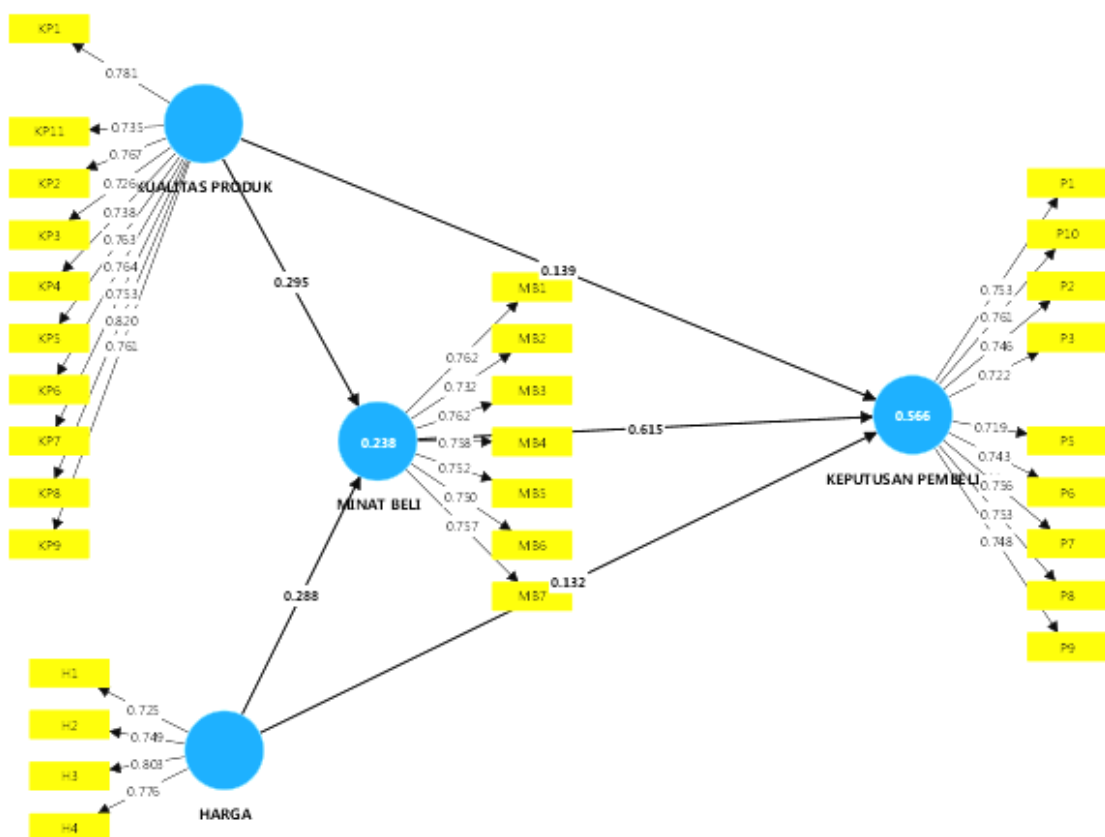 KP1
0.781
KP11
0.735
KP2
0.767
KP3
0.726
KP4
0.738
KP5
0.763
KP6
0.764
KP7
0.753
KP8
0.820
KP9
0.761
KUALITAS PRODUK
0.295
0.139
MB1
0.762
MB2
0.732
MB3
0.762
MB4
0.758
MB5
0.752
MB6
0.750
MB7
0.757
0.238
MINAT BELI
0.615
0.288
0.132
H1
0.725
H2
0.749
H3
0.803
H4
0.776
HARGA
P1
0.753
P10
0.761
P2
0.746
P3
0.722
0.566
KEPUTUSAN PEMBELI
P5
0.719
P6
0.743
P7
0.756
P8
0.753
P9
0.748